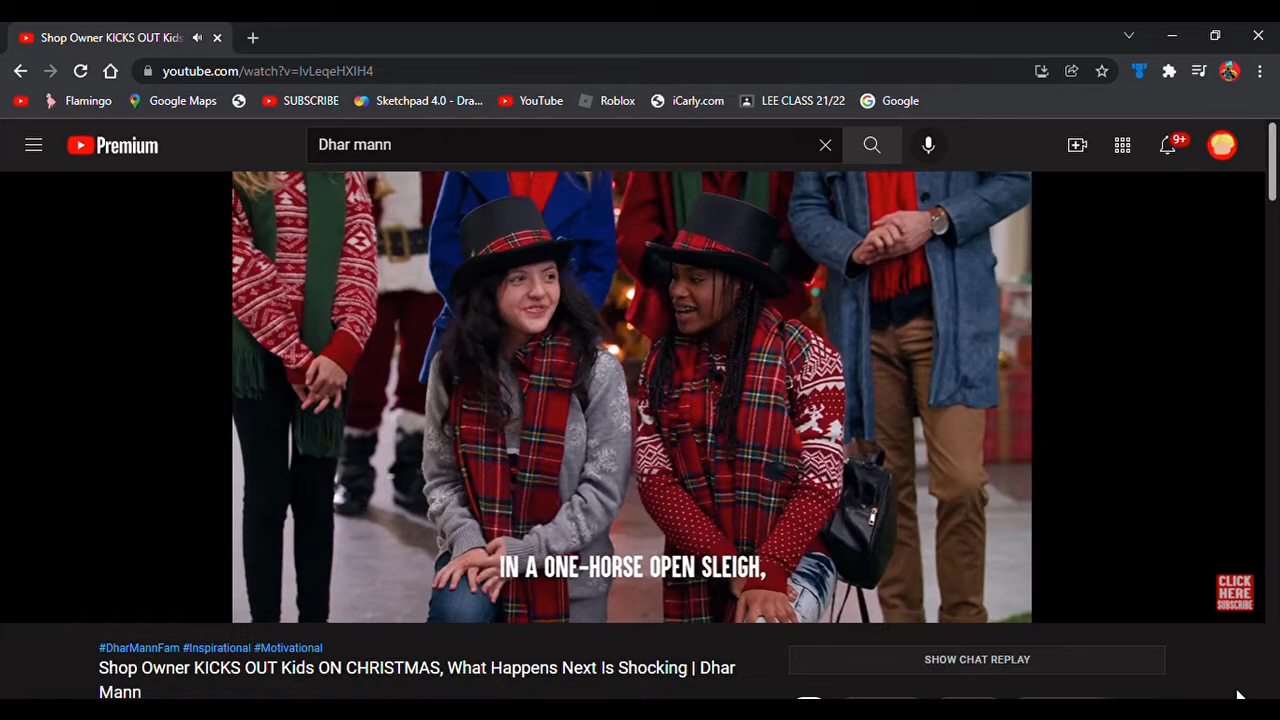 Shop Owner KICKS OUT Kids
youtube.com/watch?v=IvLeqeHXIH4
Flamingo Google Maps SUBSCRIBE Sketchpad 4.0 - Dra... YouTube Roblox iCarly.com LEE CLASS 21/22 Google
Premium Dhar mann 9+
IN A ONE-HORSE OPEN SLEIGH,
CLICK
HERE
SUBSCRIBE
#DharMannFam #Inspirational #Motivational
Shop Owner KICKS OUT Kids ON CHRISTMAS, What Happens Next Is Shocking | Dhar
Mann
SHOW CHAT REPLAY